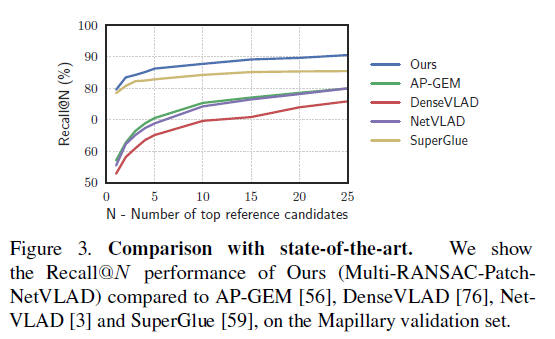 100
90
80
0
60
50
Recall@N (%)
0 5 10 15 20 25
N - Number of top reference candidates
Ours
AP-GEM
DenseVLAD
NetVLAD
SuperGlue
Figure 3. Comparison with state-of-the-art. We show
the Recall@N performance of Ours (Multi-RANSAC-Patch-
NetVLAD) compared to AP-GEM [56], DenseVLAD [76], Net-
VLAD [3] and SuperGlue [59], on the Mapillary validation set.